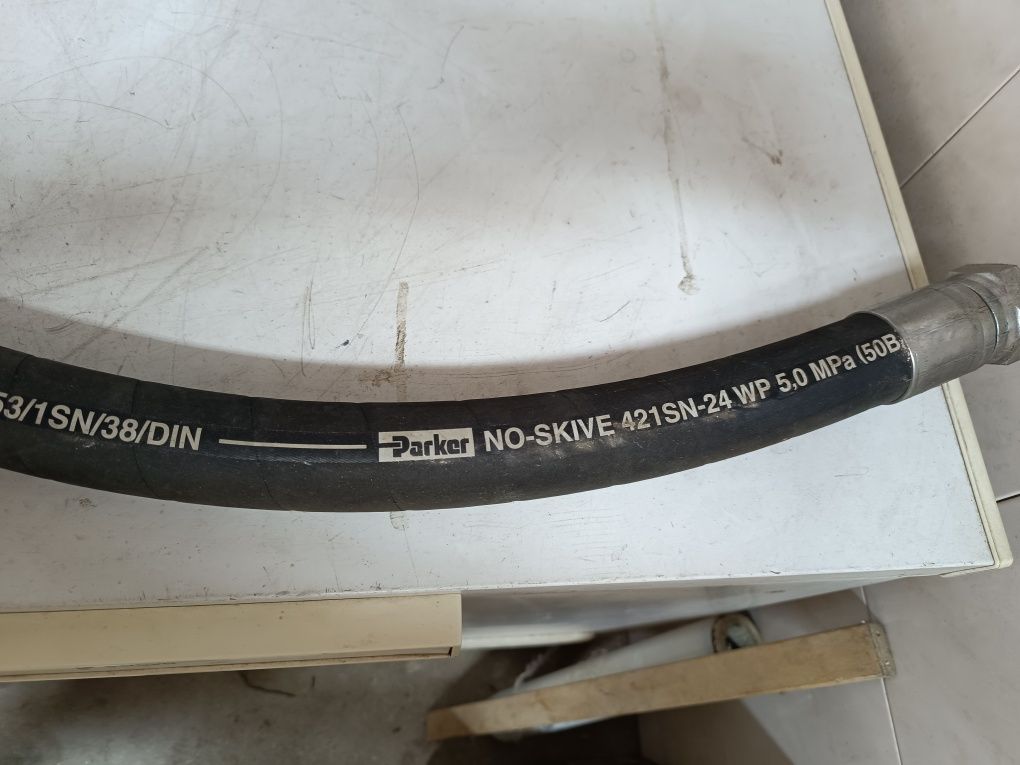 53/1SN/38/DIN Parker NO-SKIVE 421SN-24 WP 5,0 MPa (50B